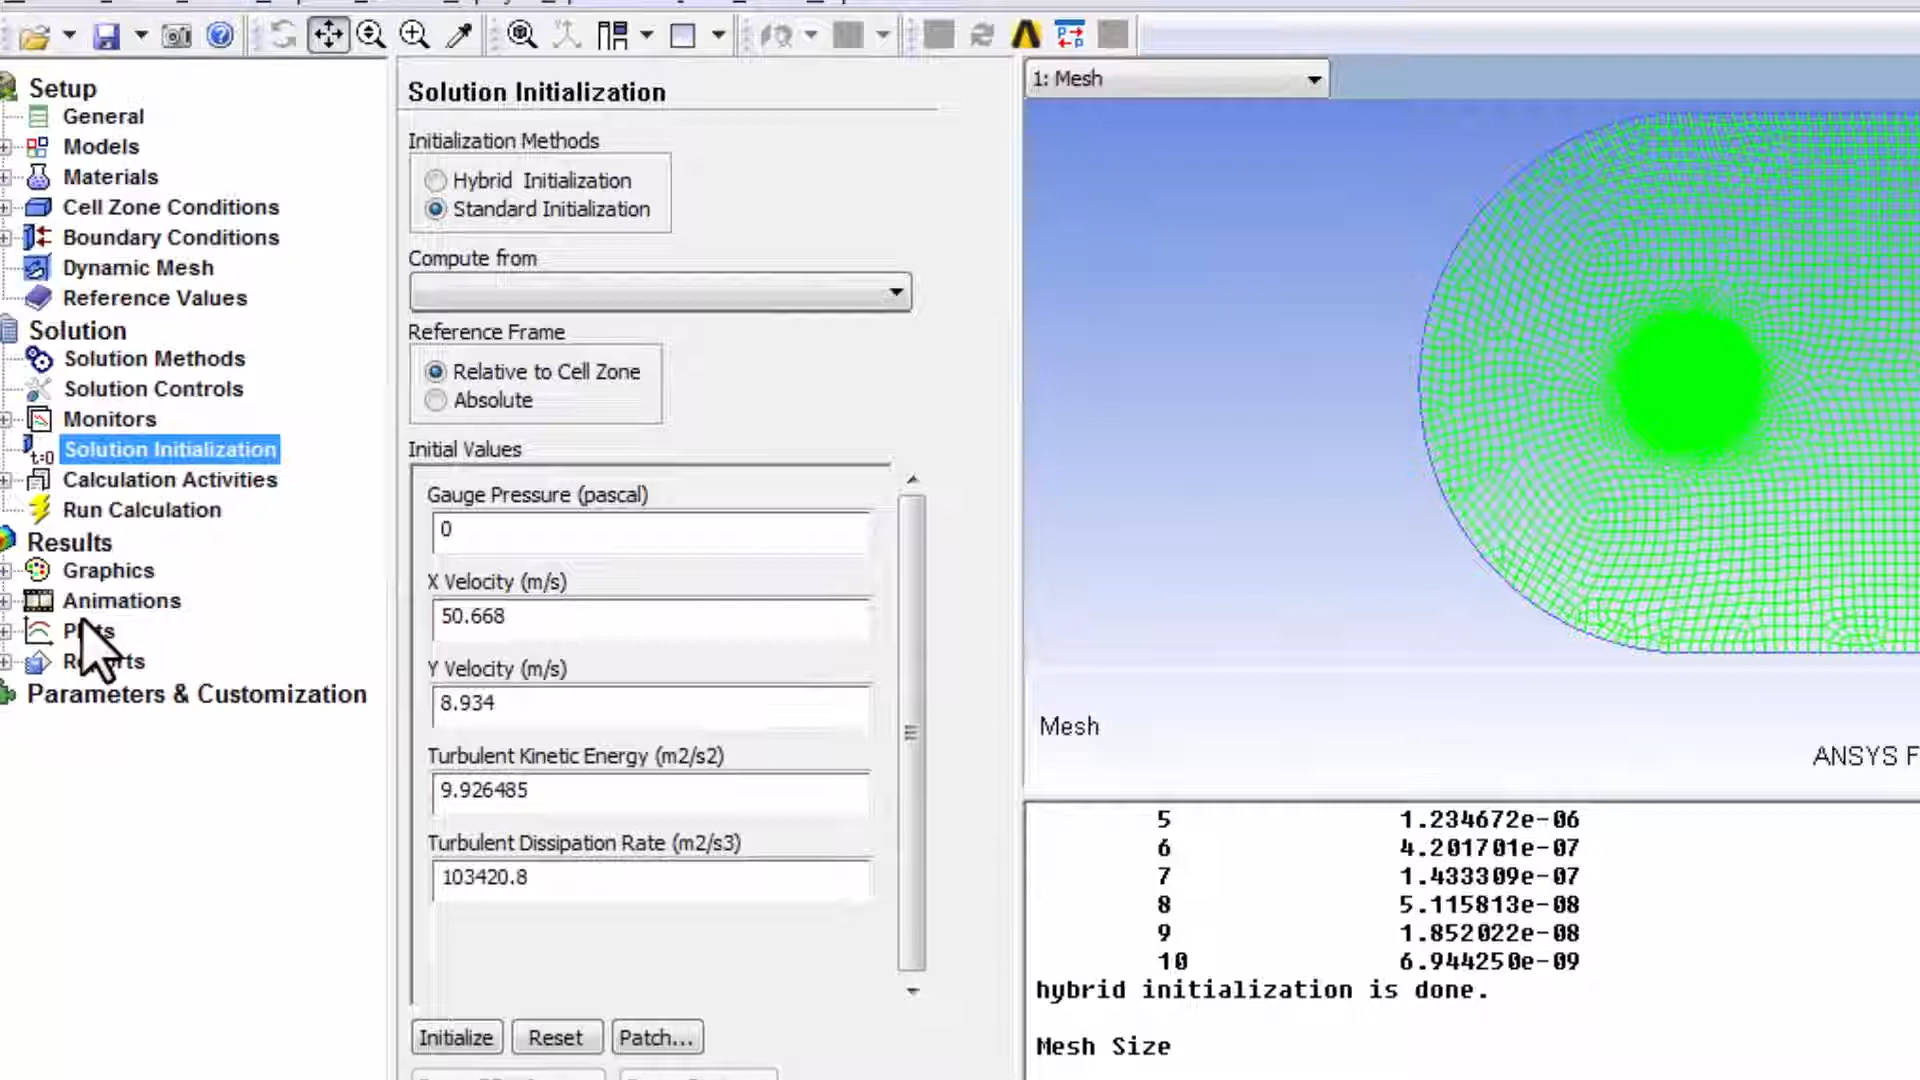 Setup
General
Models
Materials
Cell Zone Conditions
Boundary Conditions
Dynamic Mesh
Reference Values
Solution
Solution Methods
Solution Controls
Monitors
t=0 Solution Initialization
Calculation Activities
Run Calculation
Results
Graphics
Animations
Parameters & Customization
Solution Initialization
Initialization Methods
Hybrid Initialization
Standard Initialization
Compute from
Reference Frame
Relative to Cell Zone
Absolute
Initial Values
Gauge Pressure (pascal)
0
X Velocity (m/s)
50.668
Y Velocity (m/s)
8.934
Turbulent Kinetic Energy (m2/s2)
9.926485
Turbulent Dissipation Rate (m2/s3)
103420.8
Initialize Reset Patch...
1: Mesh
Mesh
ANSYS F
5 1.234672e-06
6 4.201701e-07
7 1.433309e-07
8 5.115813e-08
9 1.852022e-08
10 6.944250e-09
hybrid initialization is done.
Mesh Size